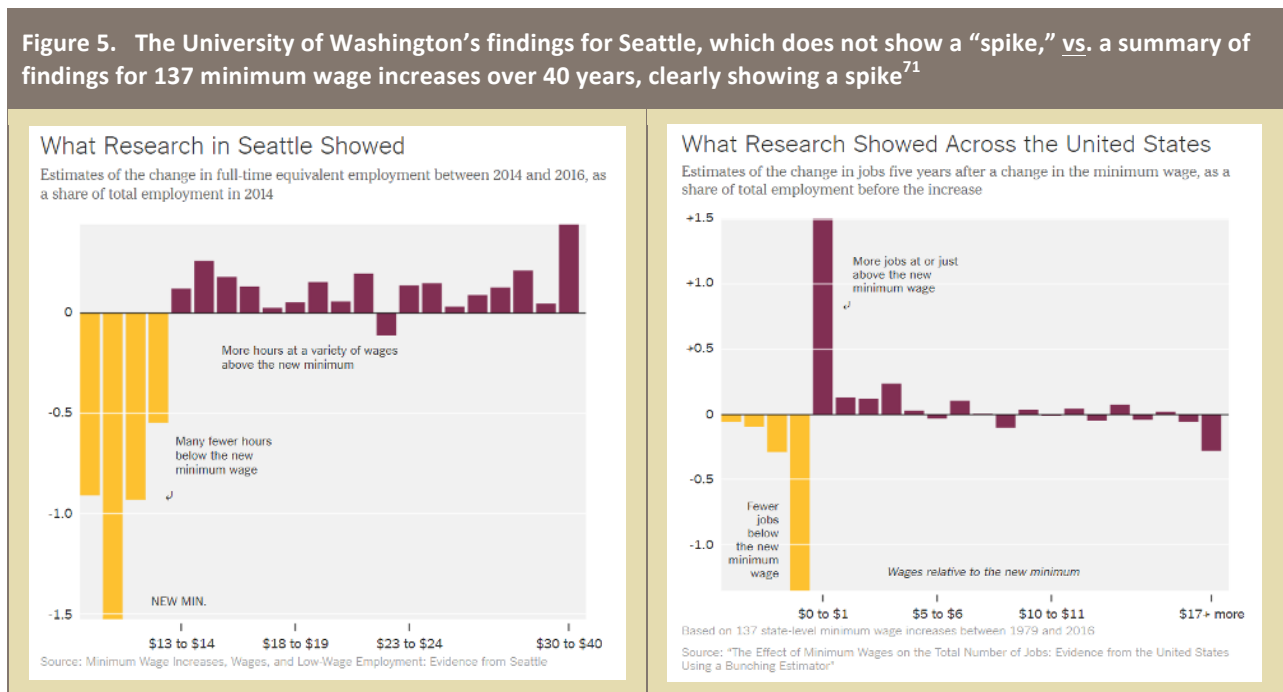 Figure 5. The University of Washington’s findings for Seattle, which does not show a “spike,” vs. a summary of
findings for 137 minimum wage increases over 40 years, clearly showing a spike71
What Research in Seattle Showed
Estimates of the change in full-time equivalent employment between 2014 and 2016, as
a share of total employment in 2014
0
-0.5
-1.0
-1.5
More hours at a variety of wages
above the new minimum
Many fewer hours
below the new
minimum wage
NEW MIN.
$13 to $14
$18 to $19
$23 to $24
$30 to $40
Source: Minimum Wage Increases, Wages, and Low-Wage Employment: Evidence from Seattle
What Research Showed Across the United States
Estimates of the change in jobs five years after a change in the minimum wage, as a
share of total employment before the increase
+1.5
+1.0
+0.5
0
-0.5
-1.0
More jobs at or just
above the new
minimum wage
Fewer
jobs
below
the new
minimum
wage
Wages relative to the new minimum
$0 to $1
$5 to $6
$10 to $11
$17+ more
Based on 137 state-level minimum wage increases between 1979 and 2016
Source: "The Effect of Minimum Wages on the Total Number of Jobs: Evidence from the United States
Using a Bunching Estimator"